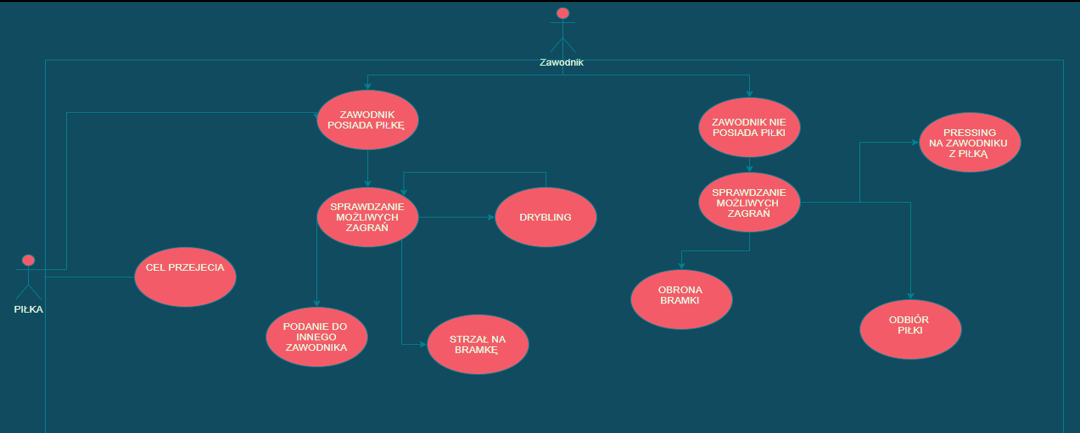 Zawodnik
ZAWODNIK
POSIADA PIŁKĘ
ZAWODNIK NIE
POSIADA PIŁKI
PRESSING
NA ZAWODNIKU
Z PIŁKĄ
SPRAWDZANIE
MOŻLIWYCH
ZAGRAŃ
DRYBLING
SPRAWDZANIE
MOŻLIWYCH
ZAGRAŃ
CEL PRZEJECIA
PIŁKA
OBRONA
BRAMKI
PODANIE DO
INNEGO
ZAWODNIKA
STRZAŁ NA
BRAMKĘ
ODBIÓR
PIŁKI